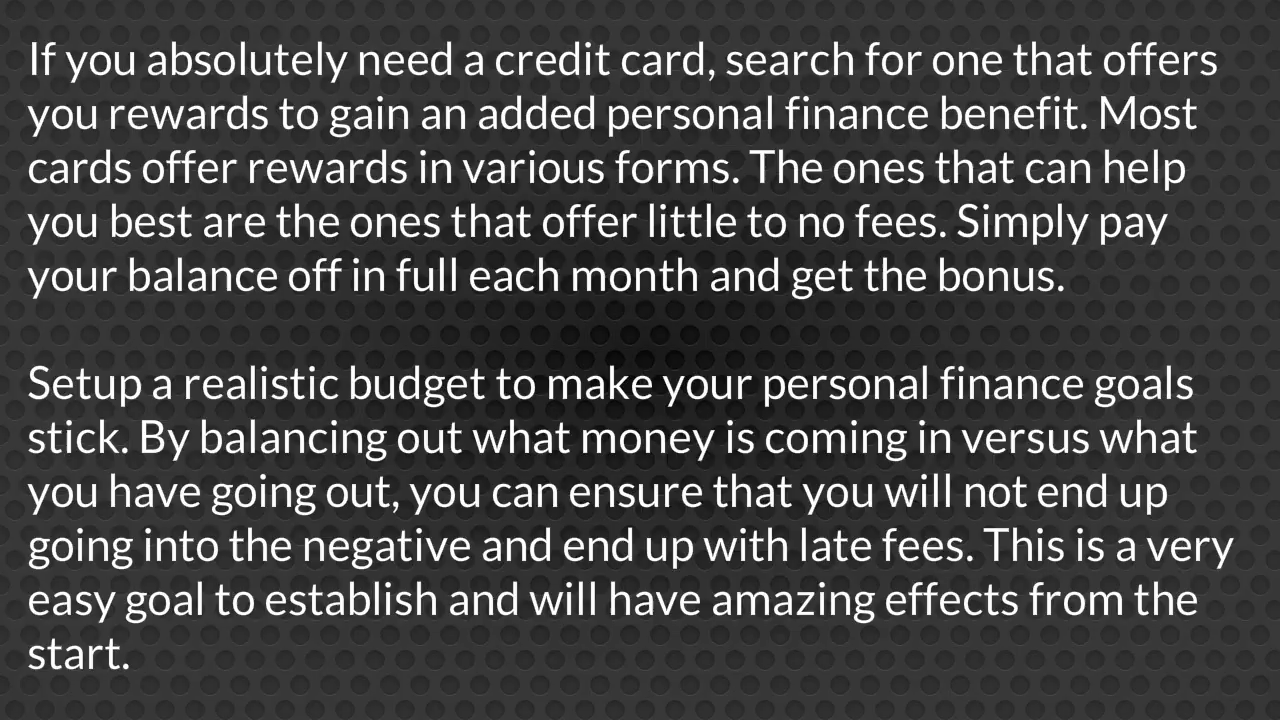 If you absolutely need a credit card, search for one that offers
you rewards to gain an added personal finance benefit. Most
cards offer rewards in various forms. The ones that can help
you best are the ones that offer little to no fees. Simply pay
your balance off in full each month and get the bonus.
Setup a realistic budget to make your personal finance goals
stick. By balancing out what money is coming in versus what
you have going out, you can ensure that you will not end up
going into the negative and end up with late fees. This is a very
easy goal to establish and will have amazing effects from the
start.